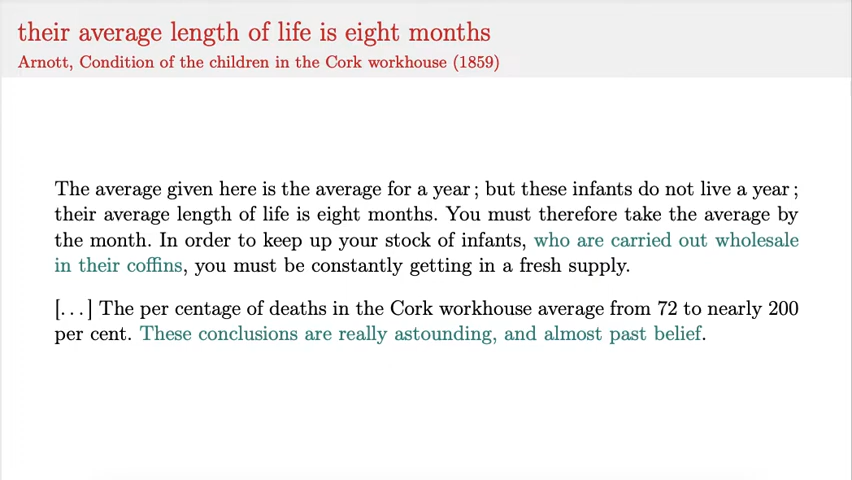 their average length of life is eight months
Arnott, Condition of the children in the Cork workhouse (1859)
The average given here is the average for a year ; but these infants do not live a year ;
their average length of life is eight months. You must therefore take the average by
the month. In order to keep up your stock of infants, who are carried out wholesale
in their coffins, you must be constantly getting in a fresh supply.
[…] The per centage of deaths in the Cork workhouse average from 72 to nearly 200
per cent. These conclusions are really astounding, and almost past belief.